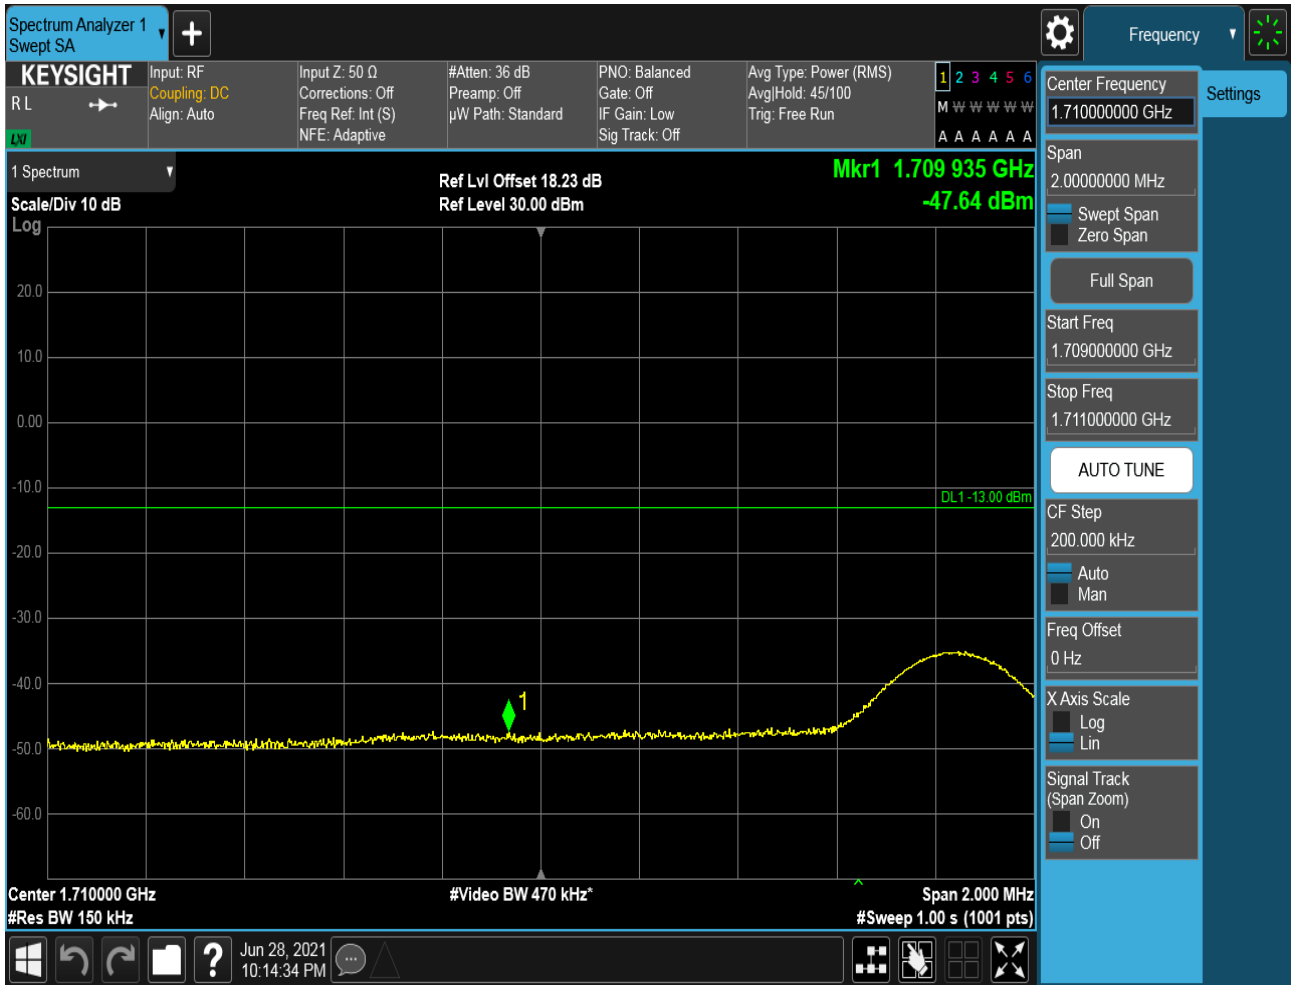 Spectrum Analyzer 1
Swept SA
+
Frequency
KEYSIGHT
R L
LXI
Input: RF
Coupling: DC
Align: Auto
Input Z: 50 Ω
Corrections: Off
Freq Ref: Int (S)
NFE: Adaptive
#Atten: 36 dB
Preamp: Off
µW Path: Standard
PNO: Balanced
Gate: Off
IF Gain: Low
Sig Track: Off
Avg Type: Power (RMS)
Avg|Hold: 45/100
Trig: Free Run
1 2 3 4 5 6
M W W W W W
A A A A A A
1 Spectrum
Scale/Div 10 dB
Log
Ref Lvl Offset 18.23 dB
Ref Level 30.00 dBm
Mkr1 1.709 935 GHz
-47.64 dBm
20.0
10.0
0.00
-10.0
DL1 -13.00 dBm
-20.0
-30.0
-40.0
1
-50.0
-60.0
Center 1.710000 GHz
#Res BW 150 kHz
#Video BW 470 kHz*
Span 2.000 MHz
#Sweep 1.00 s (1001 pts)
?
Jun 28, 2021
10:14:34 PM
Settings
Center Frequency
1.710000000 GHz
Span
2.00000000 MHz
Swept Span
Zero Span
Full Span
Start Freq
1.709000000 GHz
Stop Freq
1.711000000 GHz
AUTO TUNE
CF Step
200.000 kHz
Auto
Man
Freq Offset
0 Hz
X Axis Scale
Log
Lin
Signal Track
(Span Zoom)
On
Off